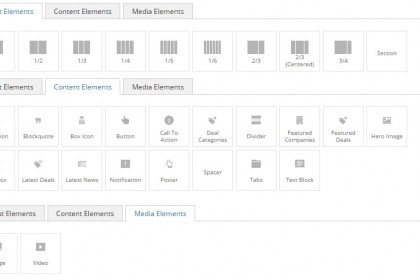 Elements Content Elements Media Elements
1/2 1/3 1/4 1/5 1/6 2/3 2/3 (Centered) 3/4 Section
Elements Content Elements Media Elements
Blockquote Box Icon Button Call To Action Deal Categories Divider Featured Companies Featured Deals Hero Image
Latest Deals Latest News Notification Poster Spacer Tabs Text Block
Elements Content Elements Media Elements
Video